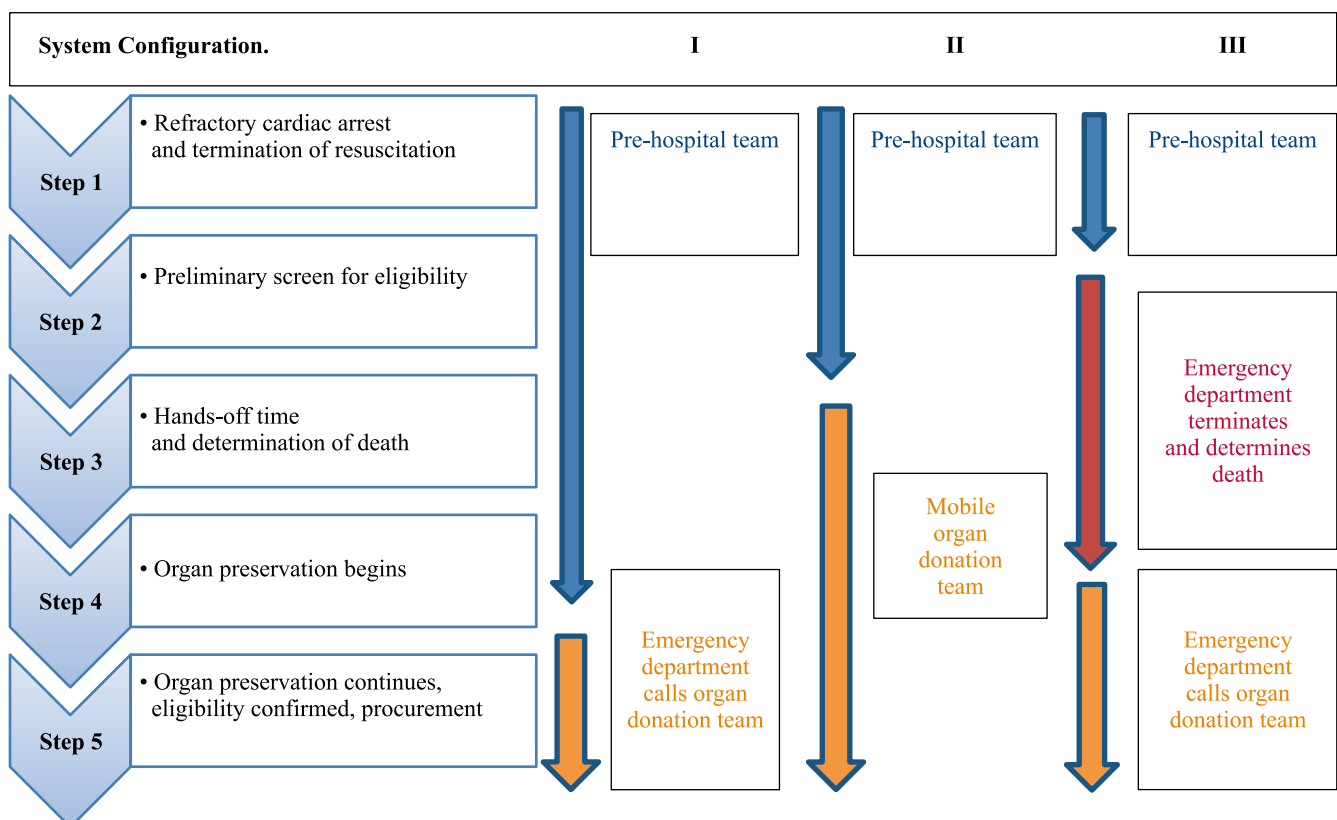 System Configuration. I II III
Step 1
• Refractory cardiac arrest
and termination of resuscitation
Pre-hospital team
Pre-hospital team
Pre-hospital team
Step 2
• Preliminary screen for eligibility
Step 3
• Hands-off time
and determination of death
Emergency
department
terminates
and determines
death
Mobile
organ
donation
team
Step 4
• Organ preservation begins
Step 5
• Organ preservation continues,
eligibility confirmed, procurement
Emergency
department
calls organ
donation team
Emergency
department
calls organ
donation team